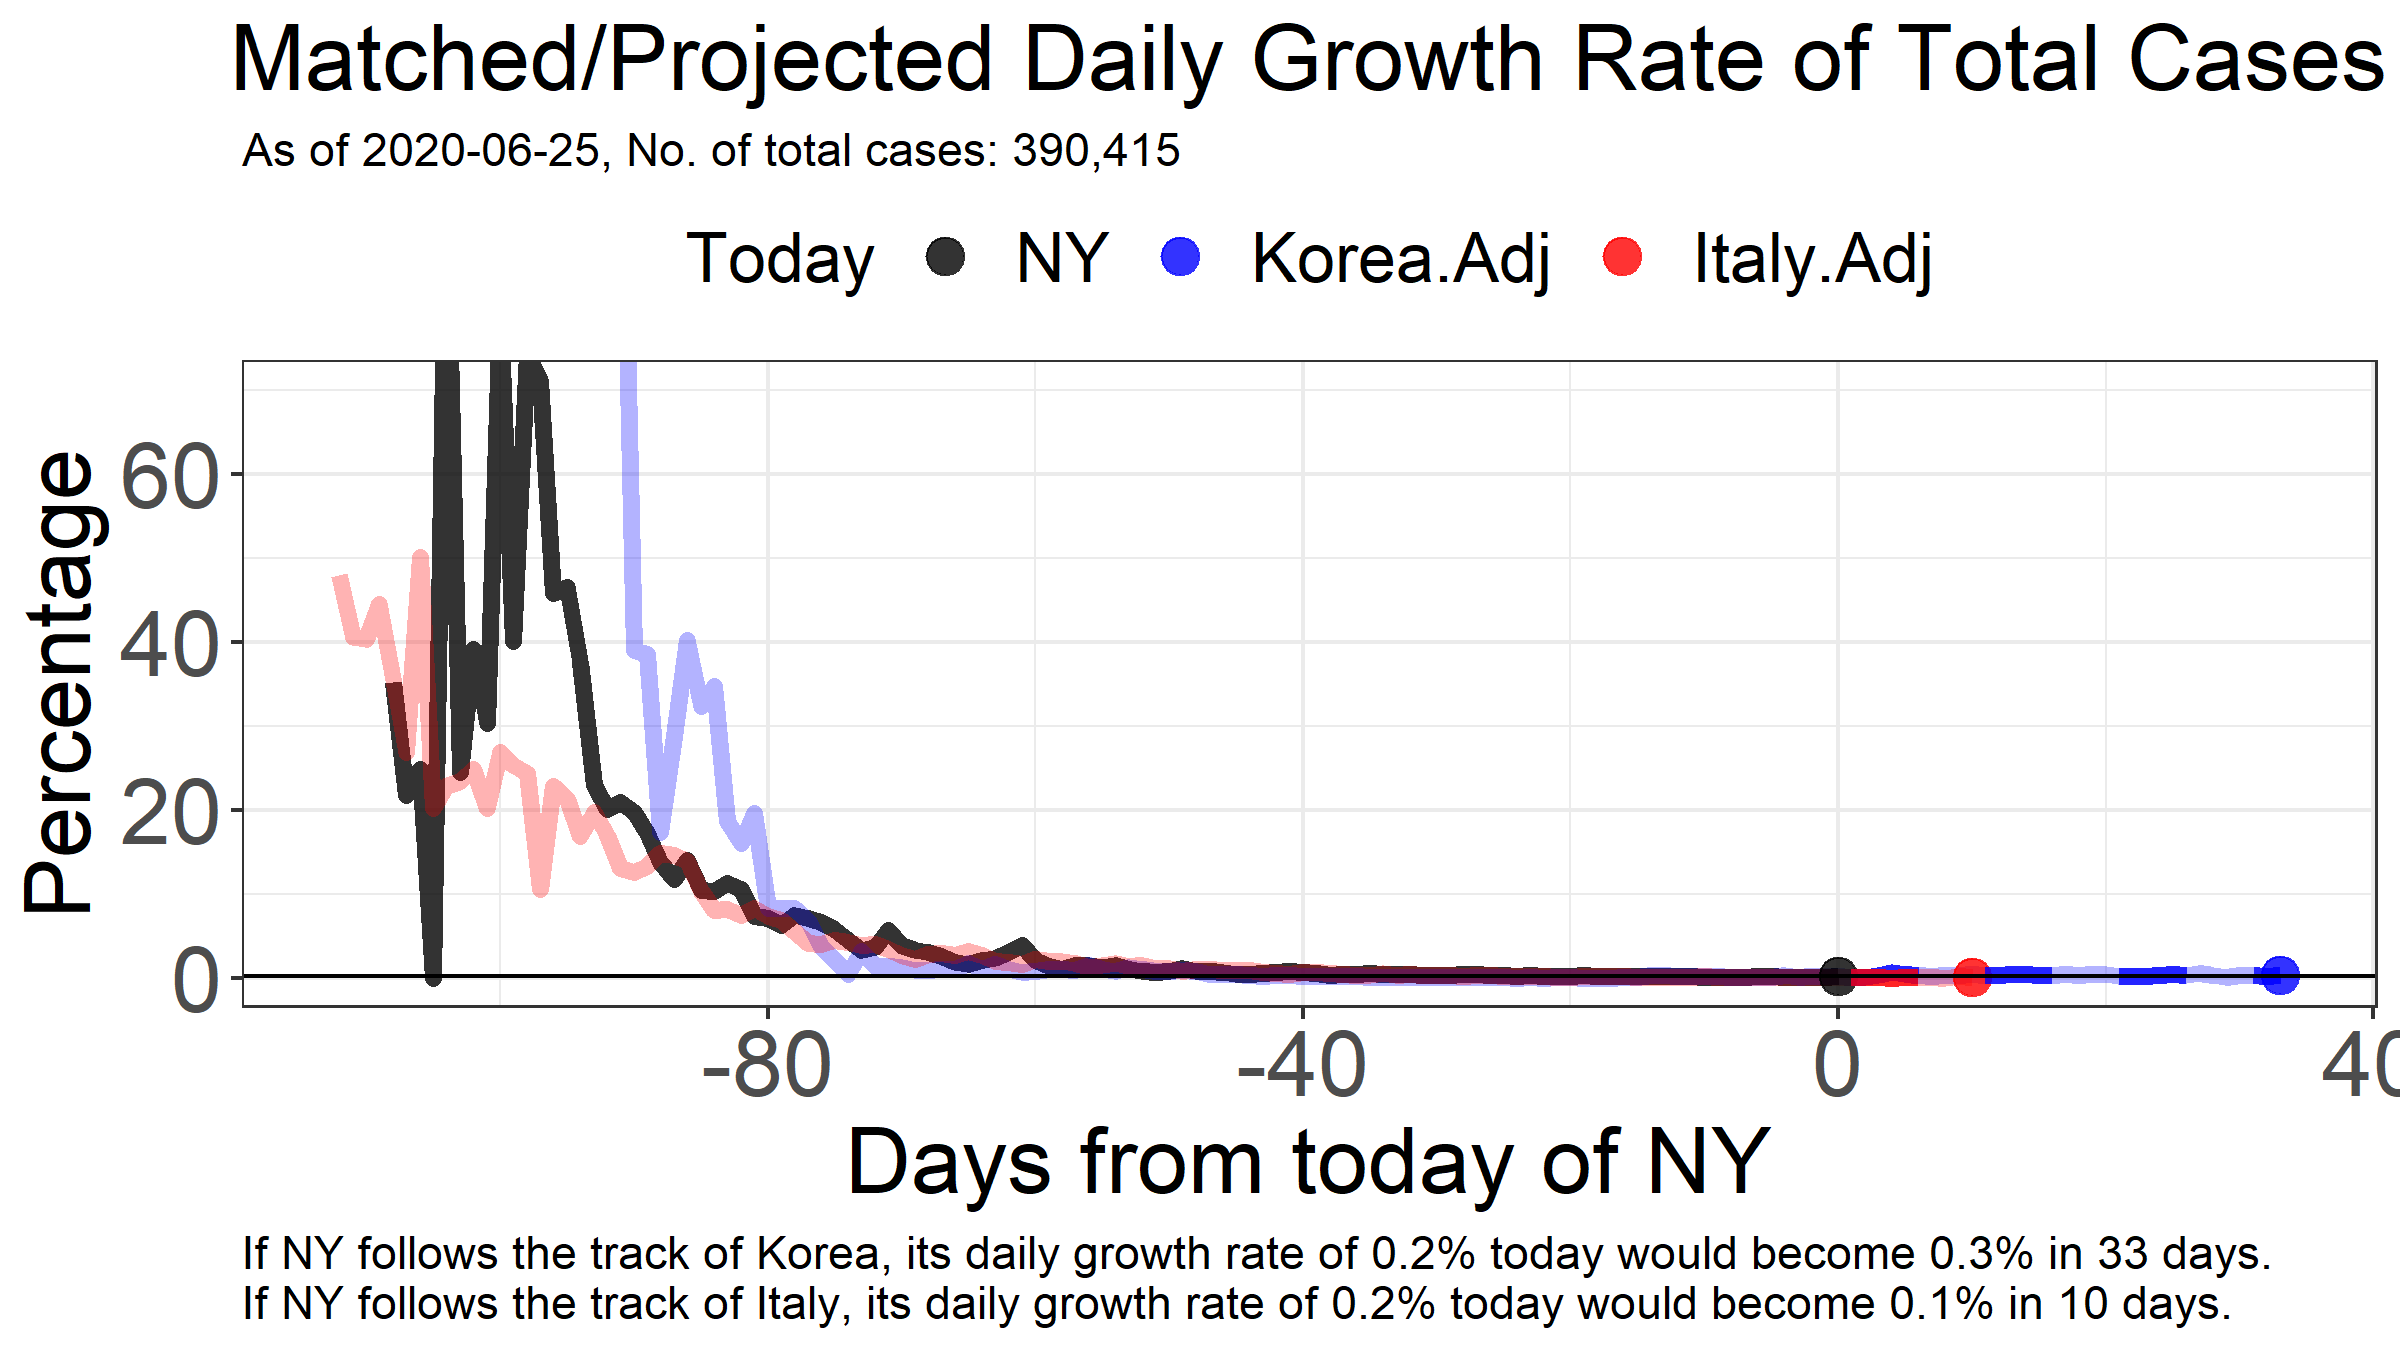 Matched/Projected Daily Growth Rate of Total Cases
As of 2020-06-25, No. of total cases: 390,415
Today NY Korea.Adj Italy.Adj
Percentage
60
40
20
0
-80 -40 0 40
Days from today of NY
If NY follows the track of Korea, its daily growth rate of 0.2% today would become 0.3% in 33 days.
If NY follows the track of Italy, its daily growth rate of 0.2% today would become 0.1% in 10 days.